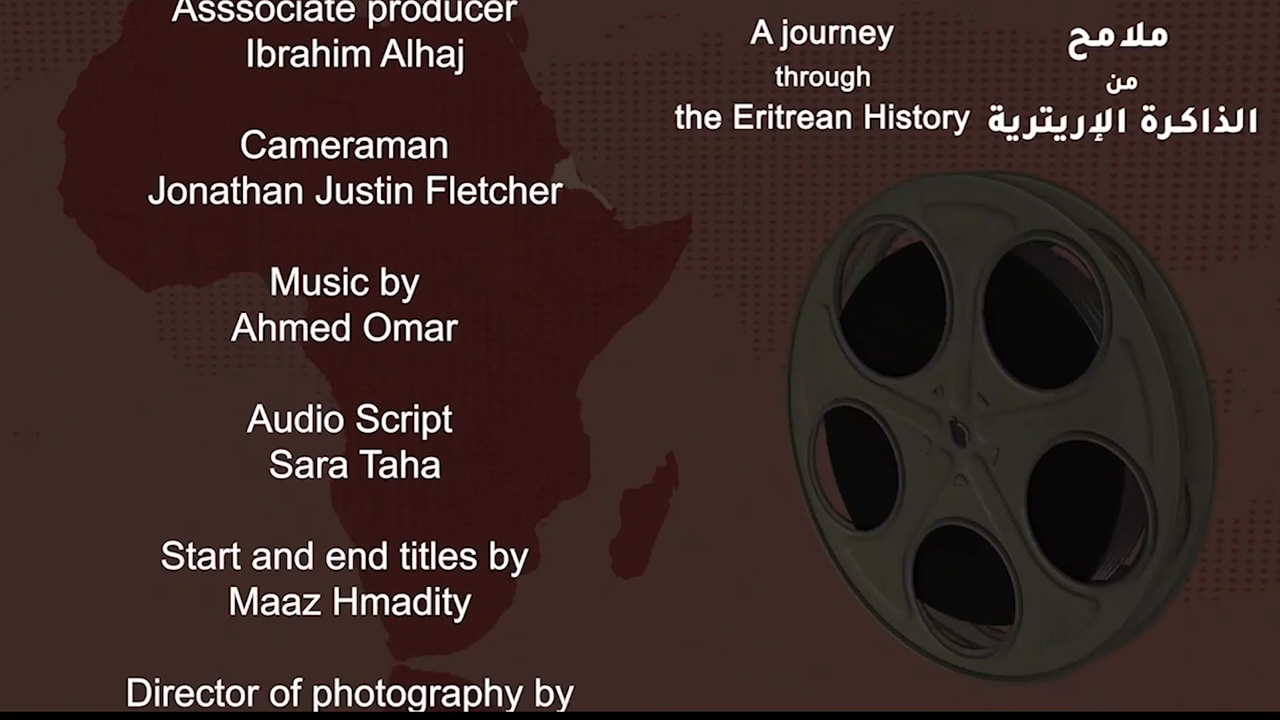 Asssociate producer
Ibrahim Alhaj
Cameraman
Jonathan Justin Fletcher
Music by
Ahmed Omar
Audio Script
Sara Taha
Start and end titles by
Maaz Hmadity
Director of photography by
A journey
through
the Eritrean History
ملامح
من
الذاكرة الإريترية